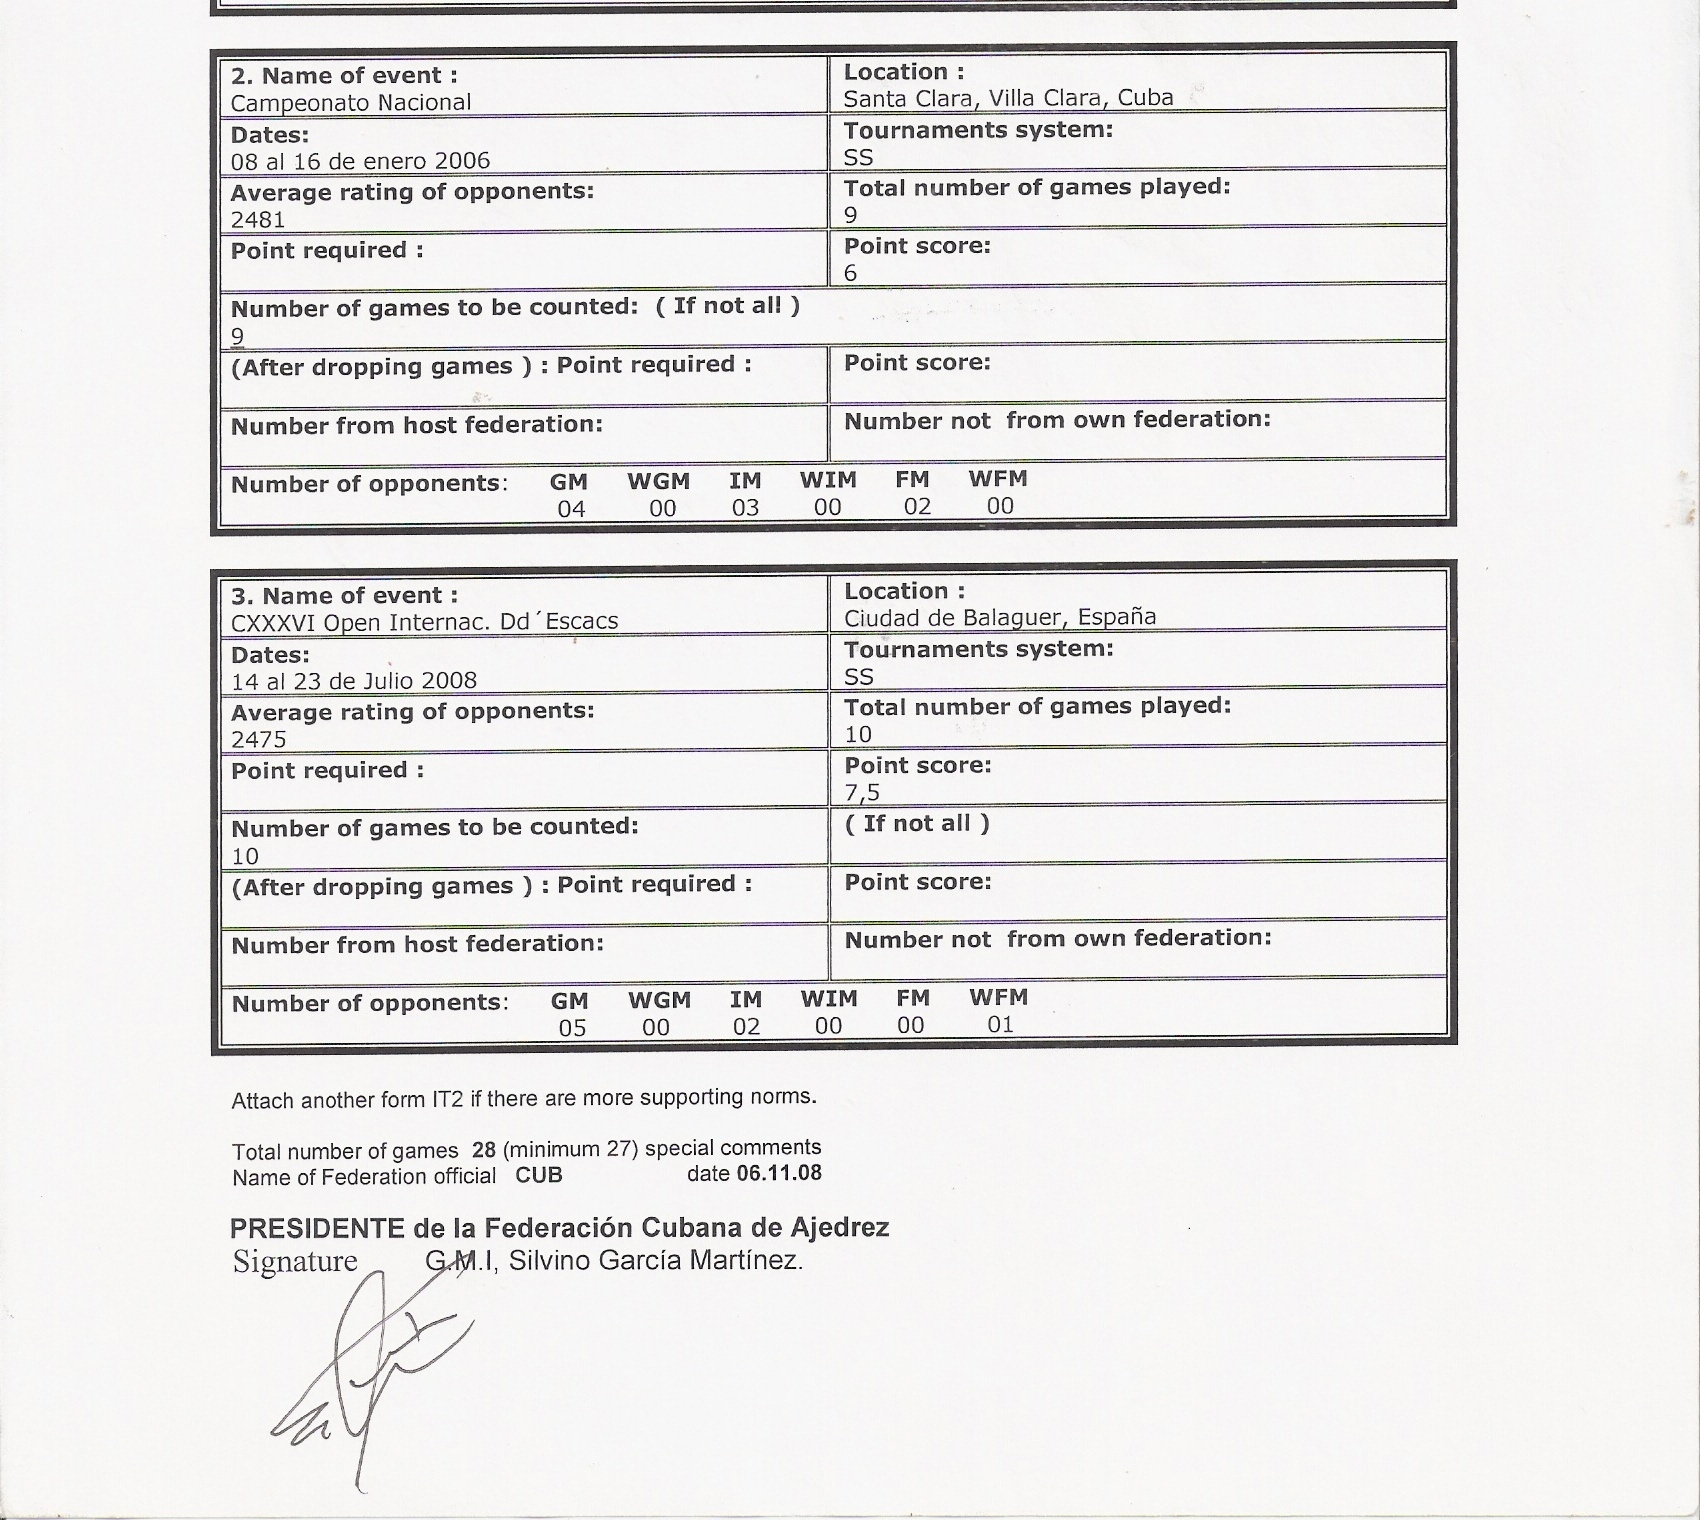 2. Name of event :
Campeonato Nacional
Location :
Santa Clara, Villa Clara, Cuba
Dates:
08 al 16 de enero 2006
Tournaments system:
SS
Average rating of opponents:
2481
Total number of games played:
9
Point required :
Point score:
6
Number of games to be counted: ( If not all )
9
(After dropping games ) : Point required :
Point score:
Number from host federation:
Number not from own federation:
Number of opponents: GM WGM IM WIM FM WFM
04 00 03 00 02 00
3. Name of event :
CXXXVI Open Internac. Dd´Escacs
Location :
Ciudad de Balaguer, España
Dates:
14 al 23 de Julio 2008
Tournaments system:
SS
Average rating of opponents:
2475
Total number of games played:
10
Point required :
Point score:
7,5
Number of games to be counted:
10
( If not all )
(After dropping games ) : Point required :
Point score:
Number from host federation:
Number not from own federation:
Number of opponents: GM WGM IM WIM FM WFM
05 00 02 00 00 01
Attach another form IT2 if there are more supporting norms.
Total number of games 28 (minimum 27) special comments
Name of Federation official CUB date 06.11.08
PRESIDENTE de la Federación Cubana de Ajedrez
Signature G.M.I, Silvino García Martínez.